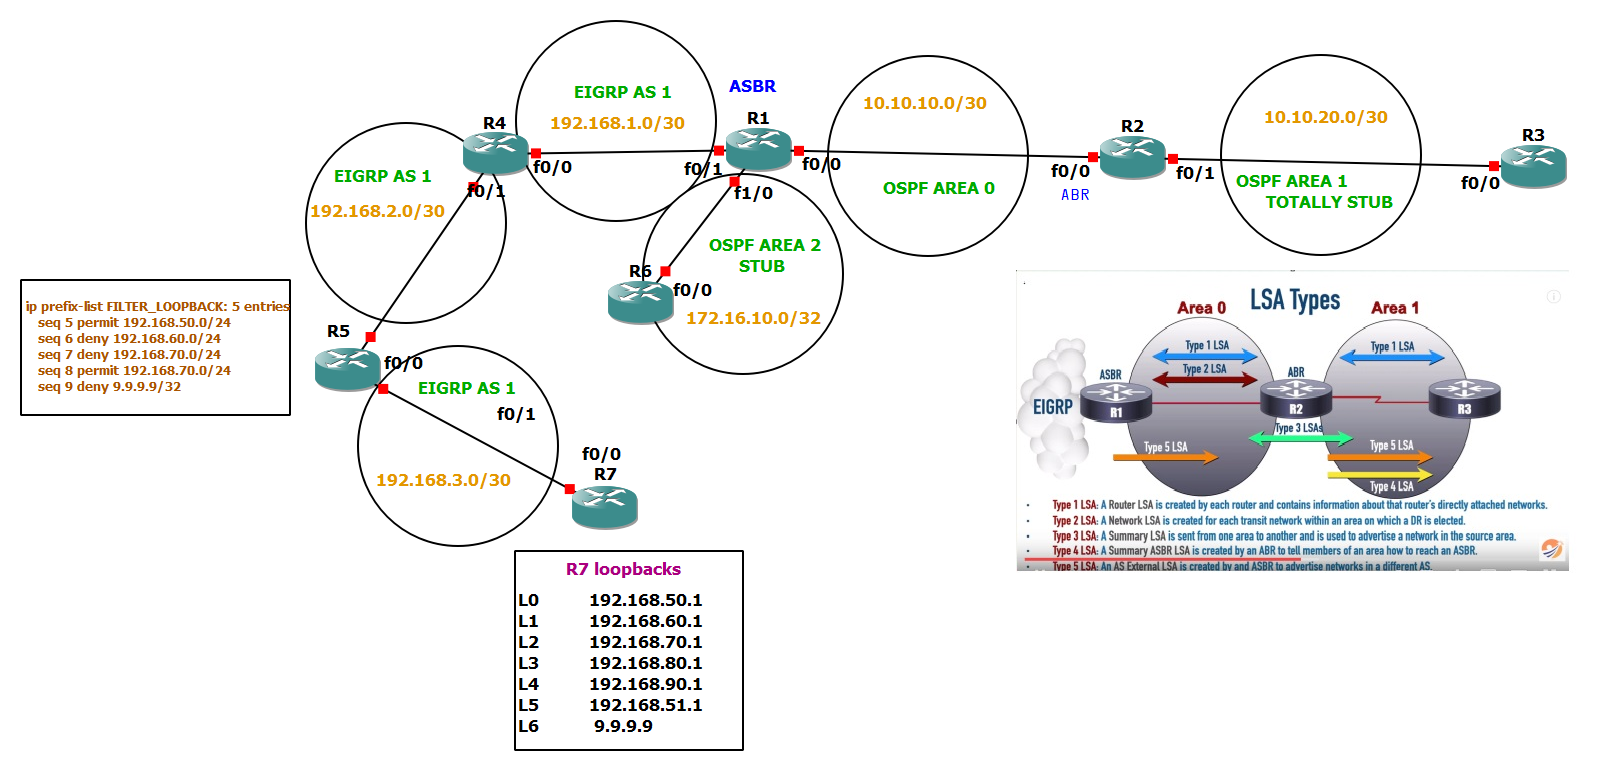 EIGRP AS 1
192.168.1.0/30
ASBR
R1
R4
f0/0
f0/1
f0/0
f0/1
f1/0
EIGRP AS 1
192.168.2.0/30
10.10.10.0/30
OSPF AREA 0
R2
f0/0
f0/1
ABR
10.10.20.0/30
OSPF AREA 1
TOTALLY STUB
R3
f0/0
OSPF AREA 2
STUB
R6
f0/0
172.16.10.0/32
ip prefix-list FILTER_LOOPBACK: 5 entries
seq 5 permit 192.168.50.0/24
seq 6 deny 192.168.60.0/24
seq 7 deny 192.168.70.0/24
seq 8 permit 192.168.70.0/24
seq 9 deny 9.9.9.9/32
R5
f0/0
EIGRP AS 1
f0/1
192.168.3.0/30
f0/0
R7
R7 loopbacks
L0 192.168.50.1
L1 192.168.60.1
L2 192.168.70.1
L3 192.168.80.1
L4 192.168.90.1
L5 192.168.51.1
L6 9.9.9.9
LSA Types
Area 0
Area 1
Type 1 LSA
Type 1 LSA
Type 2 LSA
ASBR
ABR
EIGRP
R1
R2
R3
Type 3 LSAs
Type 5 LSA
Type 5 LSA
Type 4 LSA
• Type 1 LSA: A Router LSA is created by each router and contains information about that router's directly attached networks.
• Type 2 LSA: A Network LSA is created for each transit network within an area on which a DR is elected.
• Type 3 LSA: A Summary LSA is sent from one area to another and is used to advertise a network in the source area.
• Type 4 LSA: A Summary ASBR LSA is created by an ABR to tell members of an area how to reach an ASBR.
• Type 5 LSA: An AS External LSA is created by and ASBR to advertise networks in a different AS.